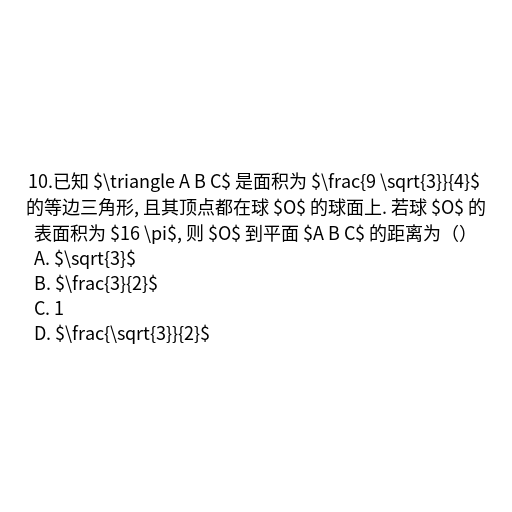 10.已知 $\triangle A B C$ 是面积为 $\frac{9 \sqrt{3}}{4}$
的等边三角形, 且其顶点都在球 $O$ 的球面上. 若球 $O$ 的
表面积为 $16 \pi$, 则 $O$ 到平面 $A B C$ 的距离为（）
A. $\sqrt{3}$
B. $\frac{3}{2}$
C. 1
D. $\frac{\sqrt{3}}{2}$